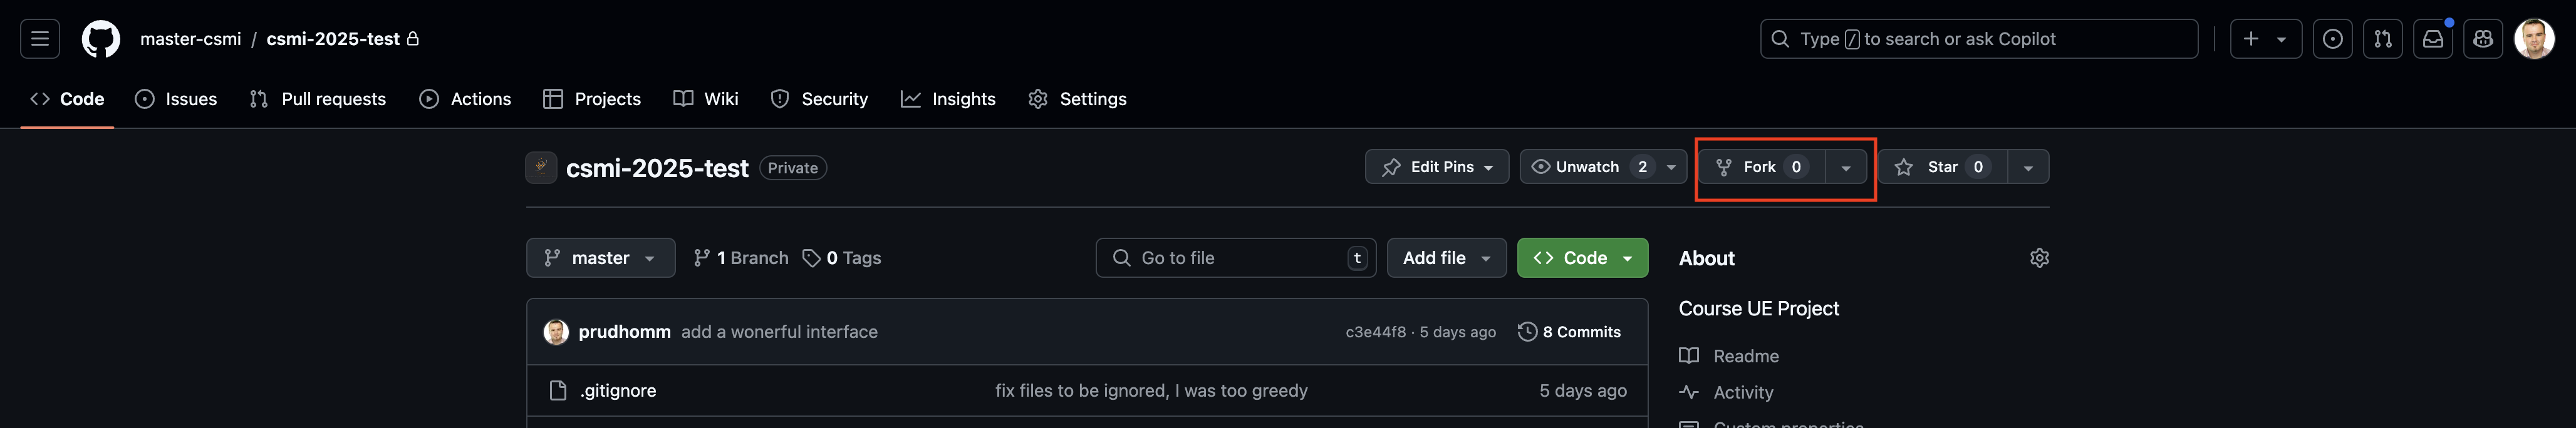 master-csmi / csmi-2025-test
Type / to search or ask Copilot
Code Issues Pull requests Actions Projects Wiki Security Insights Settings
csmi-2025-test Private
Edit Pins Unwatch 2 Fork 0 Star 0
master 1 Branch 0 Tags Go to file t Add file Code
About
Course UE Project
prudhomm add a wonerful interface c3e44f8 · 5 days ago 8 Commits
Readme
.gitignore fix files to be ignored, I was too greedy 5 days ago
Activity
Custom properties